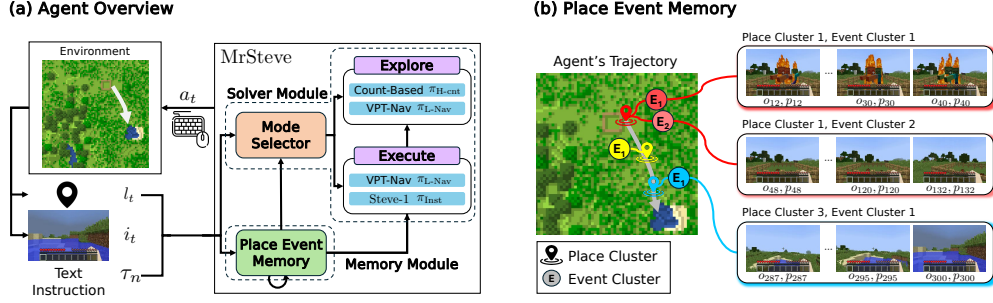 (a) Agent Overview
Environment
a_t
l_t
i_t
τ_n
Text
Instruction
MrSteve
Solver Module
Mode
Selector
Explore
Count-Based π_H-cnt
VPT-Nav π_L-Nav
Execute
VPT-Nav π_L-Nav
Steve-1 π_Inst
Place Event
Memory
Memory Module
(b) Place Event Memory
Agent's Trajectory
E_1
E_2
E_1
E_1
Place Cluster
E Event Cluster
Place Cluster 1, Event Cluster 1
...
o_12, p_12 o_30, p_30 o_40, p_40
Place Cluster 1, Event Cluster 2
...
o_48, p_48 o_120, p_120 o_132, p_132
Place Cluster 3, Event Cluster 1
...
o_287, p_287 o_295, p_295 o_300, p_300